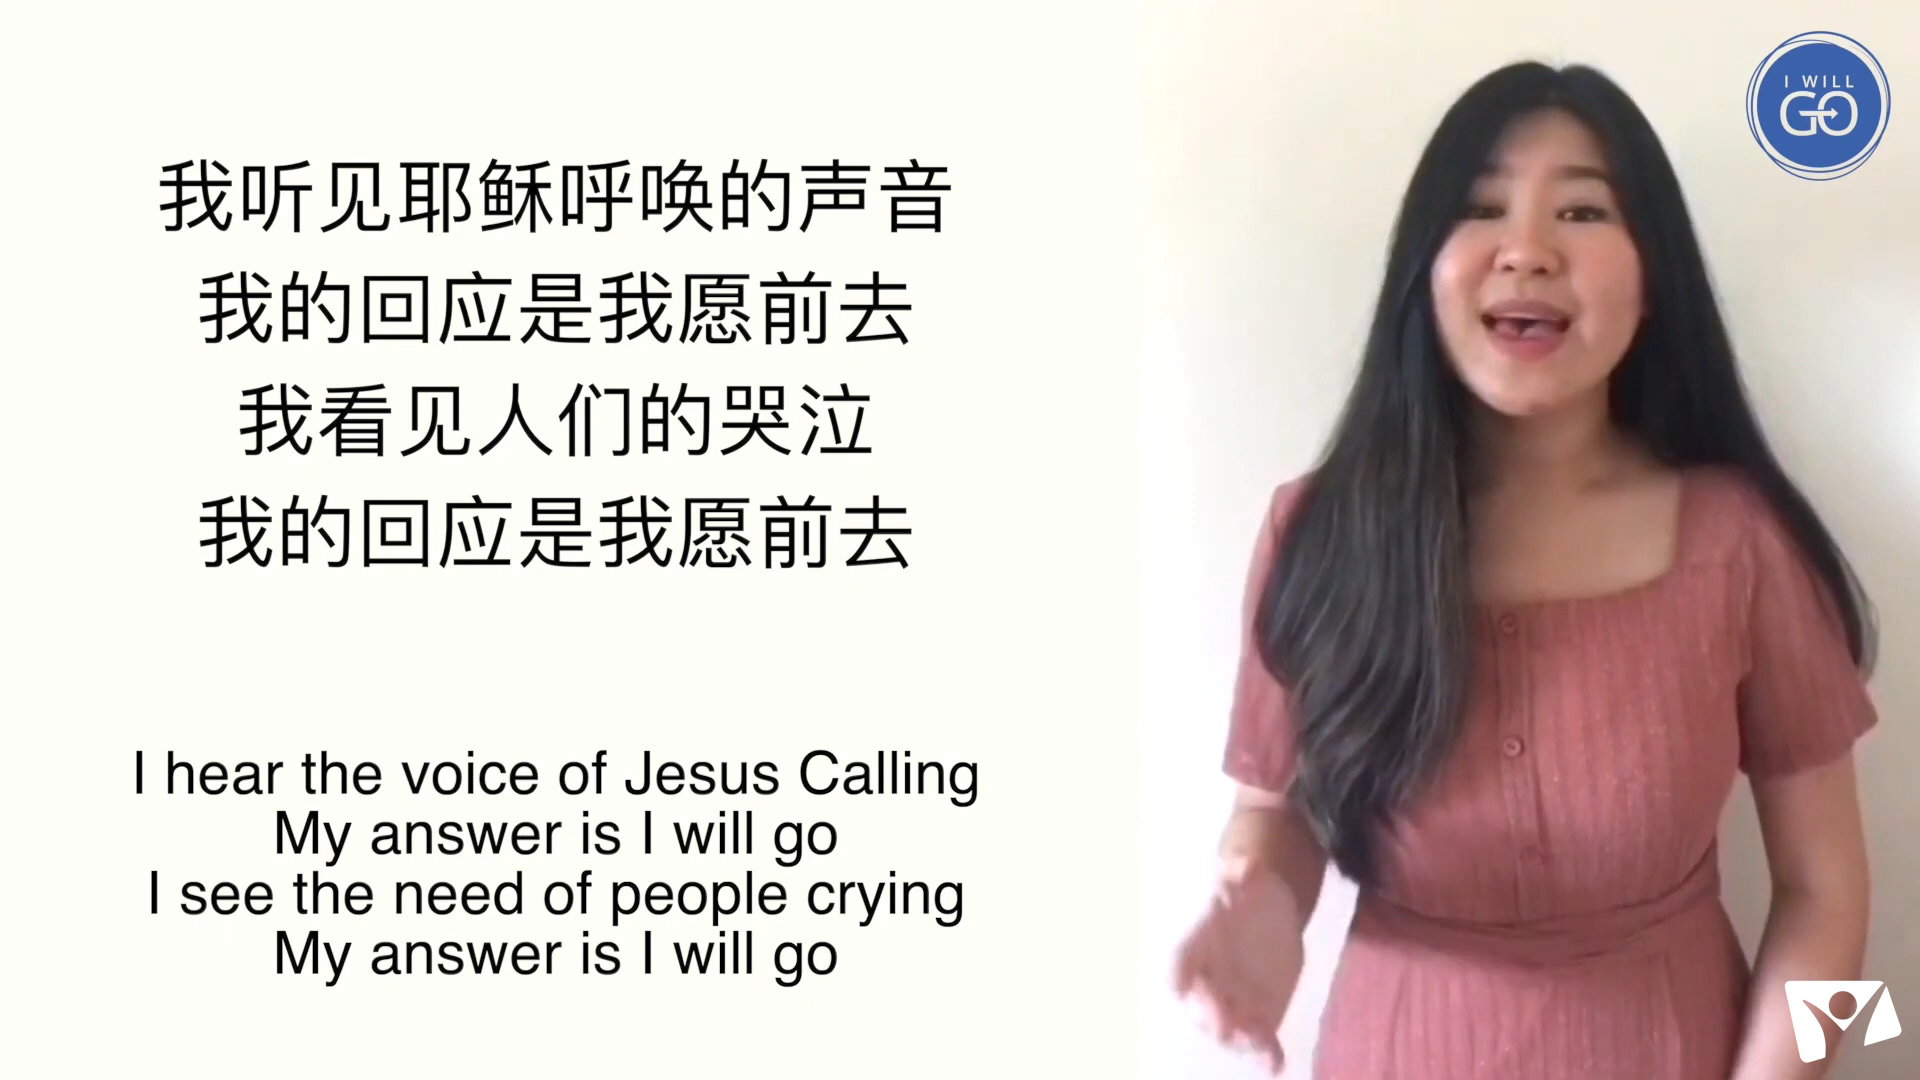 我听见耶稣呼唤的声音
我的回应是我愿前去
我看见人们的哭泣
我的回应是我愿前去
I hear the voice of Jesus Calling
My answer is I will go
I see the need of people crying
My answer is I will go
I WILL
GO